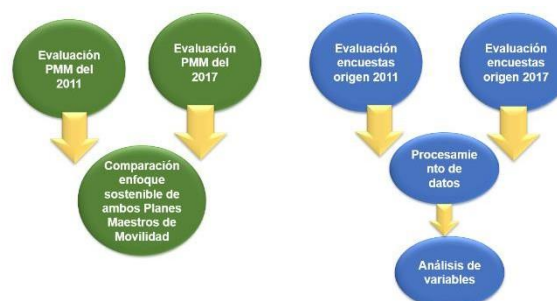 Evaluación
PMM del
2011
Evaluación
PMM del
2017
Comparación
enfoque
sostenible de
ambos Planes
Maestros de
Movilidad
Evaluación
encuestas
origen 2011
Evaluación
encuestas
origen 2017
Procesamie
nto de
datos
Análisis de
variables